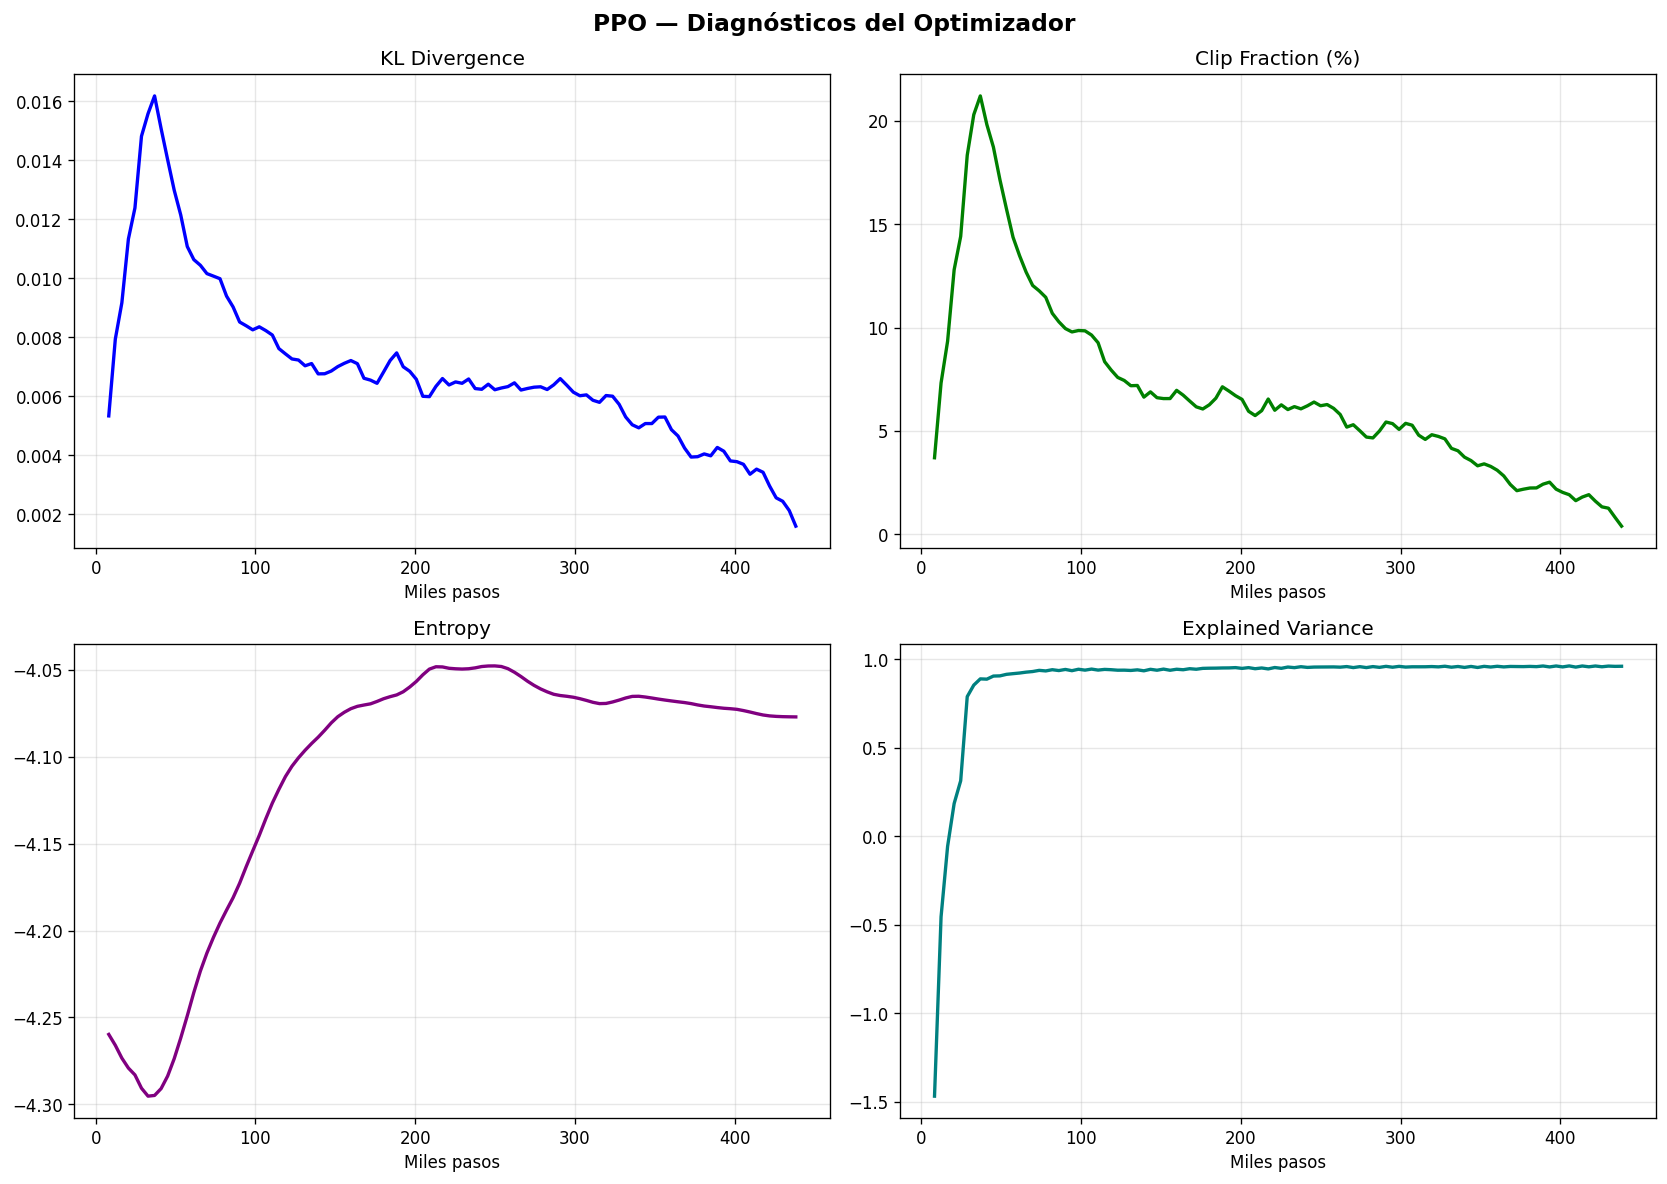 PPO — Diagnósticos del Optimizador
KL Divergence
0.016
0.014
0.012
0.010
0.008
0.006
0.004
0.002
0 100 200 300 400
Miles pasos
Clip Fraction (%)
20
15
10
5
0
0 100 200 300 400
Miles pasos
Entropy
−4.05
−4.10
−4.15
−4.20
−4.25
−4.30
0 100 200 300 400
Miles pasos
Explained Variance
1.0
0.5
0.0
−0.5
−1.0
−1.5
0 100 200 300 400
Miles pasos